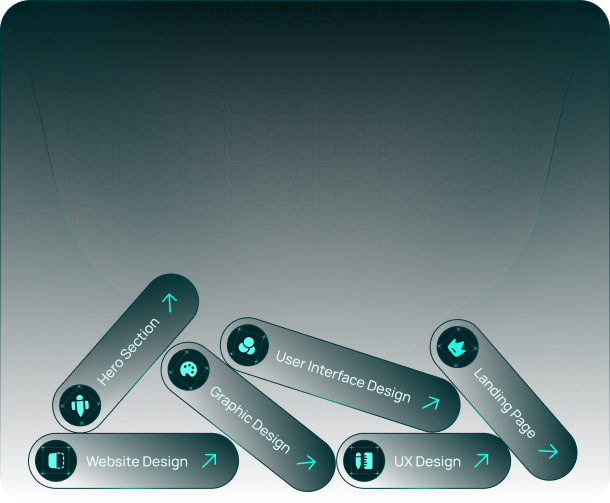 Hero Section
User Interface Design
Landing Page
Graphic Design
Website Design
UX Design